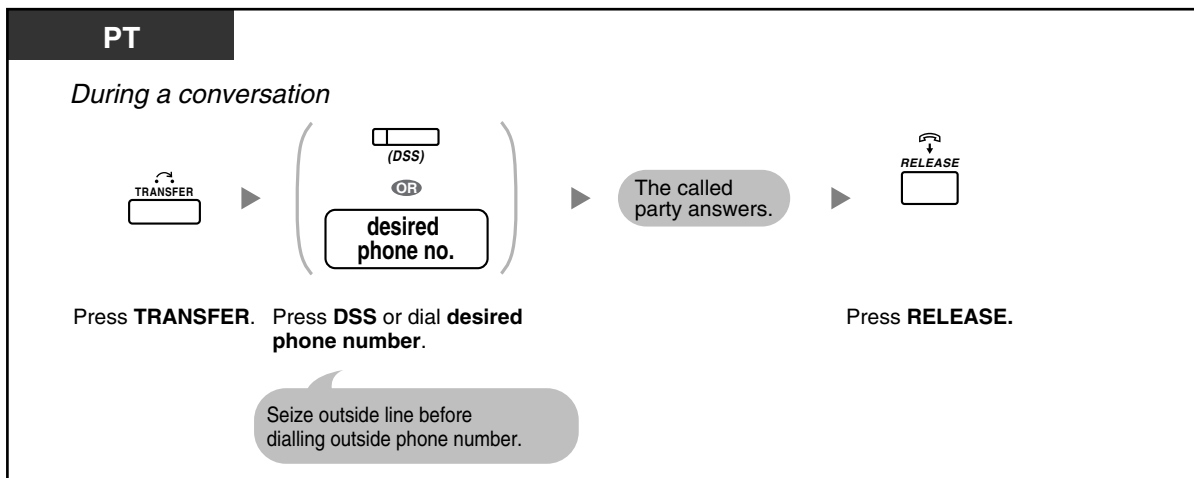 PT
During a conversation
TRANSFER
(DSS)
OR
desired
phone no.
The called
party answers.
RELEASE
Press TRANSFER.
Press DSS or dial desired
phone number.
Press RELEASE.
Seize outside line before
dialling outside phone number.